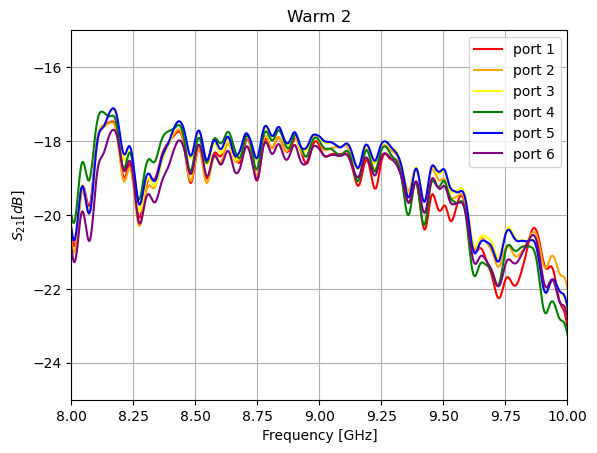 Warm 2
port 1
port 2
port 3
port 4
port 5
port 6
−16
−18
−20
−22
−24
S₂₁[dB]
8.00 8.25 8.50 8.75 9.00 9.25 9.50 9.75 10.00
Frequency [GHz]